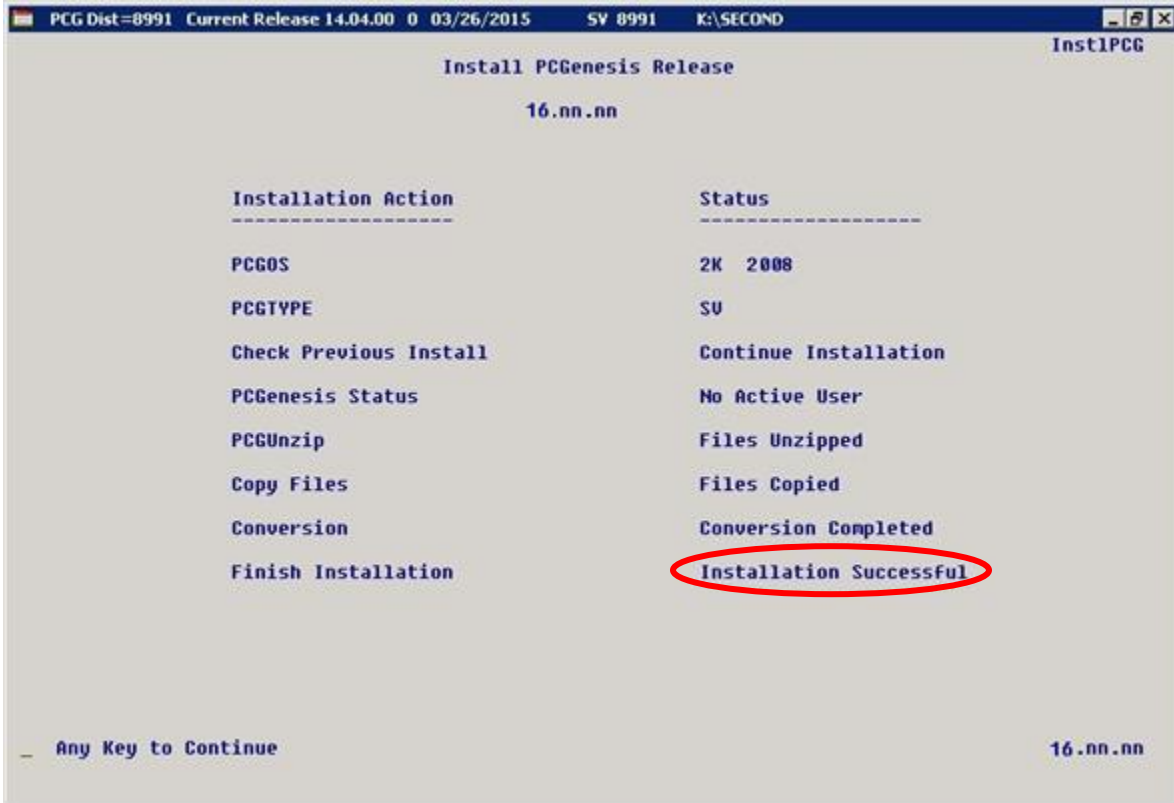 PCG Dist=8991 Current Release 14.04.00 0 03/26/2015 SV 8991 K:\SECOND
InstlPCG
Install PCGenesis Release
16.nn.nn
Installation Action Status
------------------- -------------------
PCGOS 2K 2008
PCGTYPE SV
Check Previous Install Continue Installation
PCGenesis Status No Active User
PCGUnzip Files Unzipped
Copy Files Files Copied
Conversion Conversion Completed
Finish Installation Installation Successful
_ Any Key to Continue 16.nn.nn